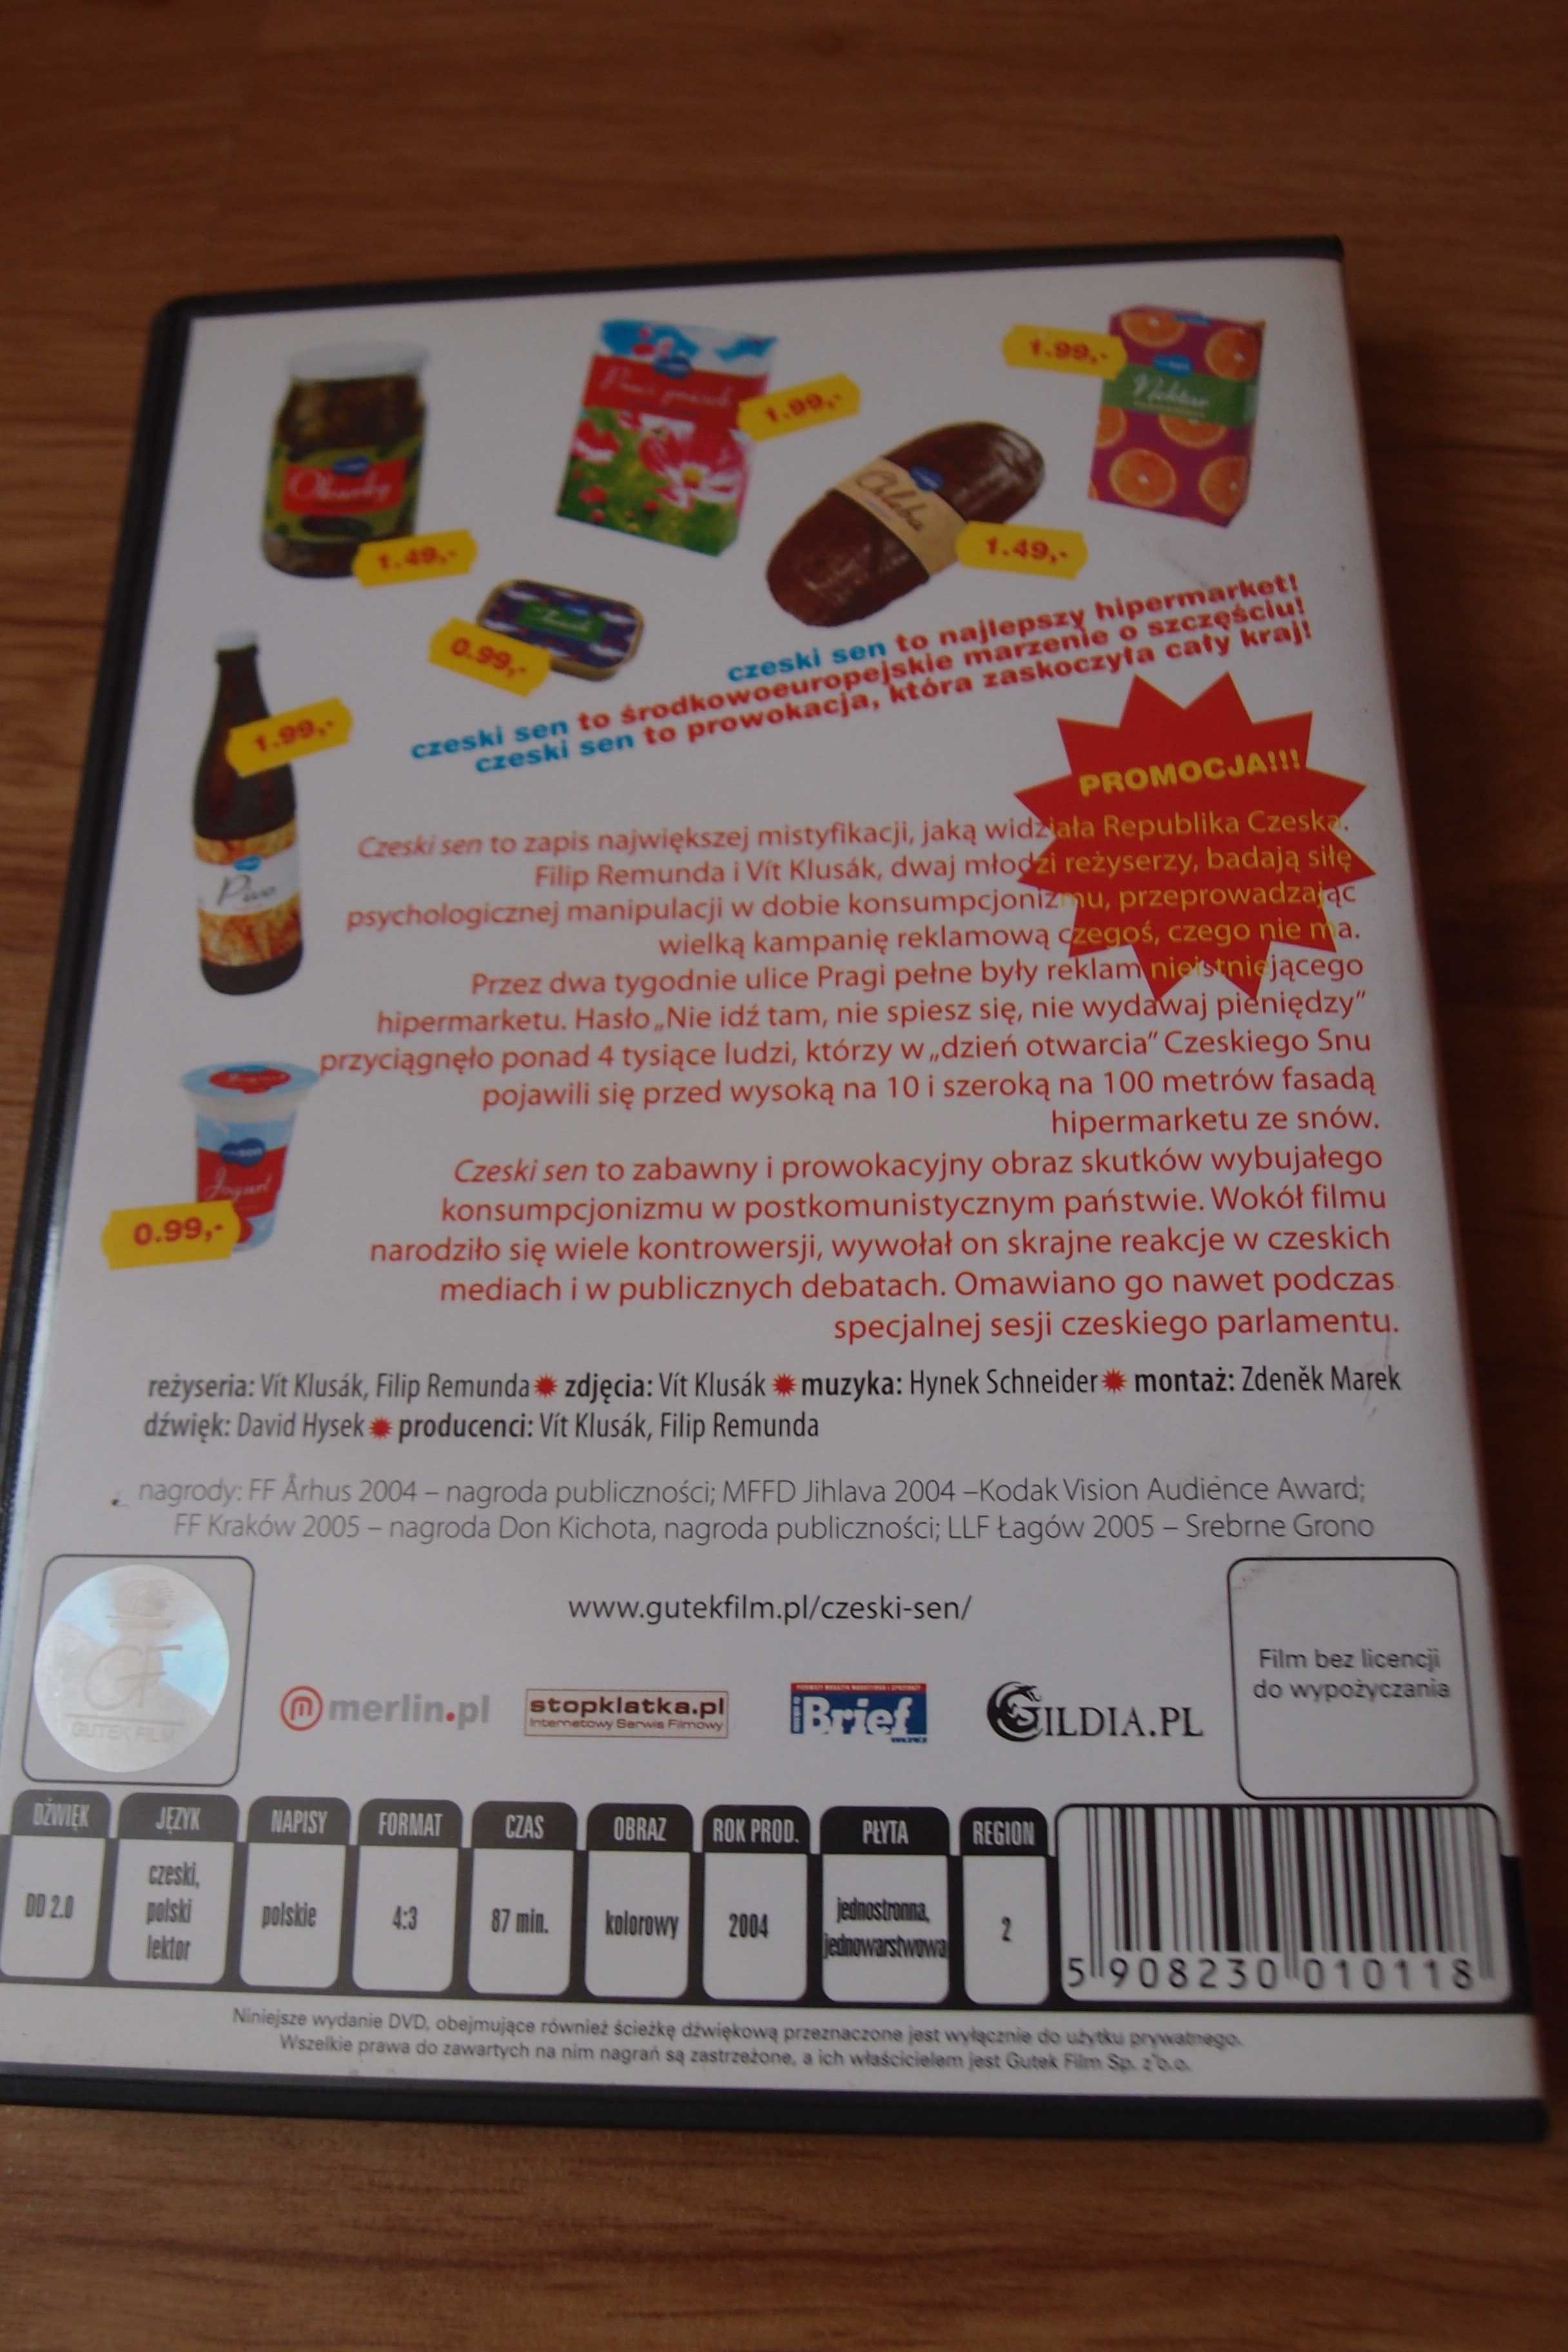 1.99,-
Nektar
1.99,-
1.49,-
Chleba
1.49,-
0.99,-
1.99,-
Pivo
czeski sen to najlepszy hipermarket!
czeski sen to środkowoeuropejskie marzenie o szczęściu!
czeski sen to prowokacja, która zaskoczyła cały kraj!
PROMOCJA!!!
Czeski sen to zapis największej mistyfikacji, jaką widziała Republika Czeska.
Filip Remunda i Vít Klusák, dwaj młodzi reżyserzy, badają siłę
psychologicznej manipulacji w dobie konsumpcjonizmu, przeprowadzając
wielką kampanię reklamową czegoś, czego nie ma.
Przez dwa tygodnie ulice Pragi pełne były reklam nieistniejącego
hipermarketu. Hasło „Nie idź tam, nie spiesz się, nie wydawaj pieniędzy”
przyciągnęło ponad 4 tysiące ludzi, którzy w „dzień otwarcia” Czeskiego Snu
pojawili się przed wysoką na 10 i szeroką na 100 metrów fasadą
hipermarketu ze snów.
Jogurt
0.99,-
Czeski sen to zabawny i prowokacyjny obraz skutków wybujałego
konsumpcjonizmu w postkomunistycznym państwie. Wokół filmu
narodziło się wiele kontrowersji, wywołał on skrajne reakcje w czeskich
mediach i w publicznych debatach. Omawiano go nawet podczas
specjalnej sesji czeskiego parlamentu.
reżyseria: Vít Klusák, Filip Remunda zdjęcia: Vít Klusák muzyka: Hynek Schneider montaż: Zdeněk Marek
dźwięk: David Hysek producenci: Vít Klusák, Filip Remunda
nagrody: FF Århus 2004 – nagroda publiczności; MFFD Jihlava 2004 –Kodak Vision Audience Award;
FF Kraków 2005 – nagroda Don Kichota, nagroda publiczności; LLF Łagów 2005 – Srebrne Grono
www.gutekfilm.pl/czeski-sen/
GF
GUTEK FILM
merlin.pl
stopklatka.pl
Internetowy Serwis Filmowy
Brief
GILDIA.PL
Film bez licencji
do wypożyczania
DŹWIĘK JĘZYK NAPISY FORMAT CZAS OBRAZ ROK PROD. PŁYTA REGION
DD 2.0 czeski, polski lektor polskie 4:3 87 min. kolorowy 2004 jednostronna, jednowarstwowa 2
5 908230 010118
Niniejsze wydanie DVD, obejmujące również ścieżkę dźwiękową przeznaczone jest wyłącznie do użytku prywatnego.
Wszelkie prawa do zawartych na nim nagrań są zastrzeżone, a ich właścicielem jest Gutek Film Sp. z o.o.